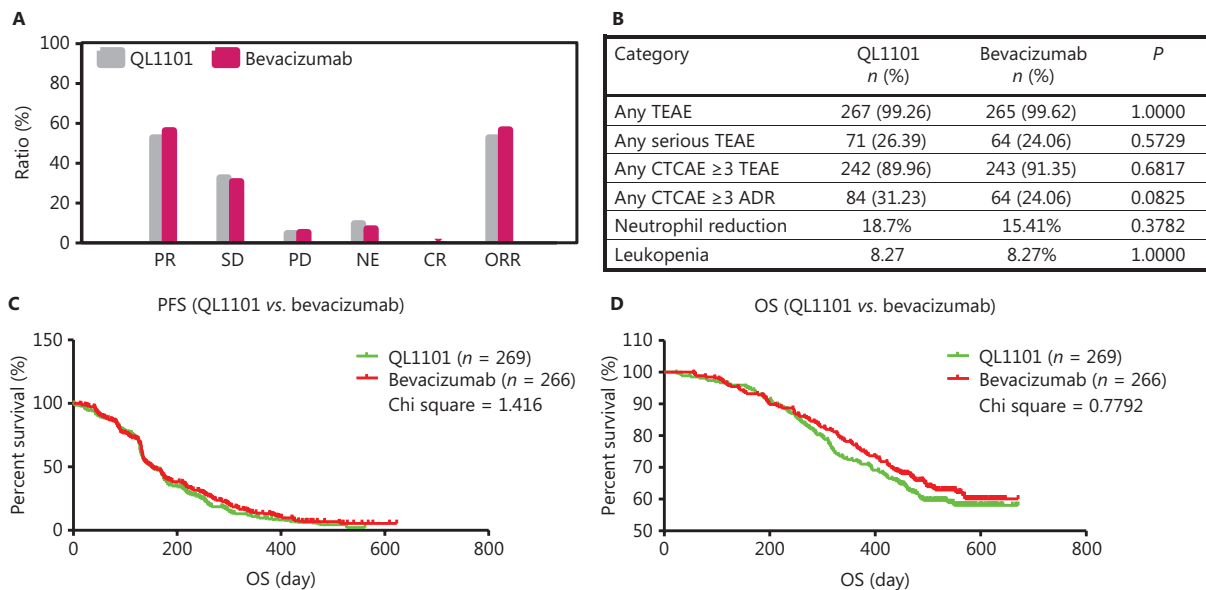 A
100
80
60
40
20
0
Ratio (%)
QL1101
Bevacizumab
PR
SD
PD
NE
CR
ORR
B
Category QL1101 n (%) Bevacizumab n (%) P
Any TEAE 267 (99.26) 265 (99.62) 1.0000
Any serious TEAE 71 (26.39) 64 (24.06) 0.5729
Any CTCAE ≥3 TEAE 242 (89.96) 243 (91.35) 0.6817
Any CTCAE ≥3 ADR 84 (31.23) 64 (24.06) 0.0825
Neutrophil reduction 18.7% 15.41% 0.3782
Leukopenia 8.27 8.27% 1.0000
C
PFS (QL1101 vs. bevacizumab)
150
100
50
0
Percent survival (%)
QL1101 (n = 269)
Bevacizumab (n = 266)
Chi square = 1.416
0 200 400 600 800
OS (day)
D
OS (QL1101 vs. bevacizumab)
110
100
90
80
70
60
50
Percent survival (%)
QL1101 (n = 269)
Bevacizumab (n = 266)
Chi square = 0.7792
0 200 400 600 800
OS (day)